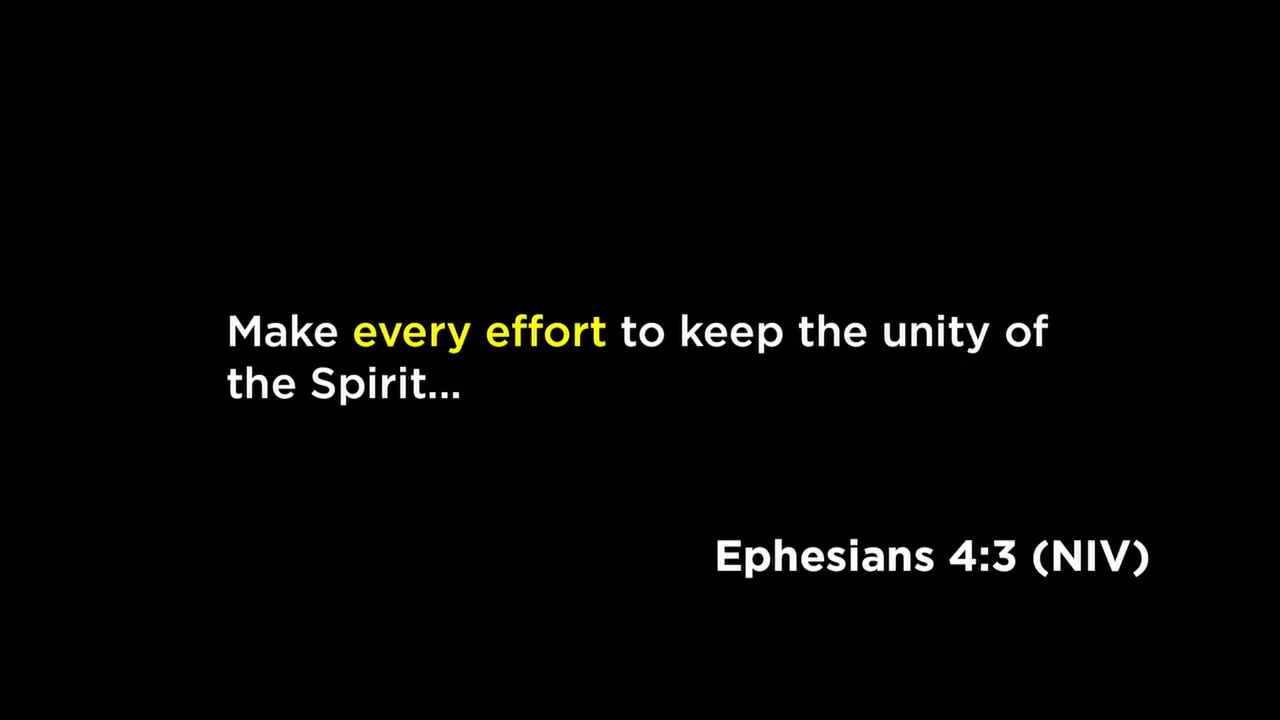 Make every effort to keep the unity of
the Spirit...
Ephesians 4:3 (NIV)